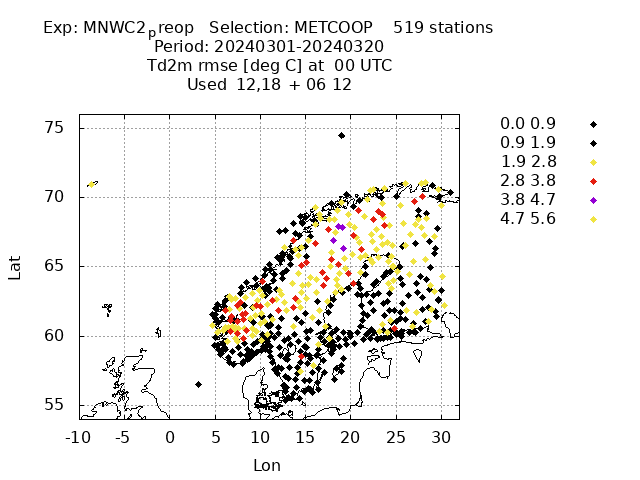 Exp: MNWC2preop   Selection: METCOOP    519 stations
Period: 20240301-20240320
Td2m rmse [deg C] at  00 UTC
Used  12,18 + 06 12
0.0 0.9
0.9 1.9
1.9 2.8
2.8 3.8
3.8 4.7
4.7 5.6
75
70
65
60
55
Lat
-10 -5 0 5 10 15 20 25 30
Lon